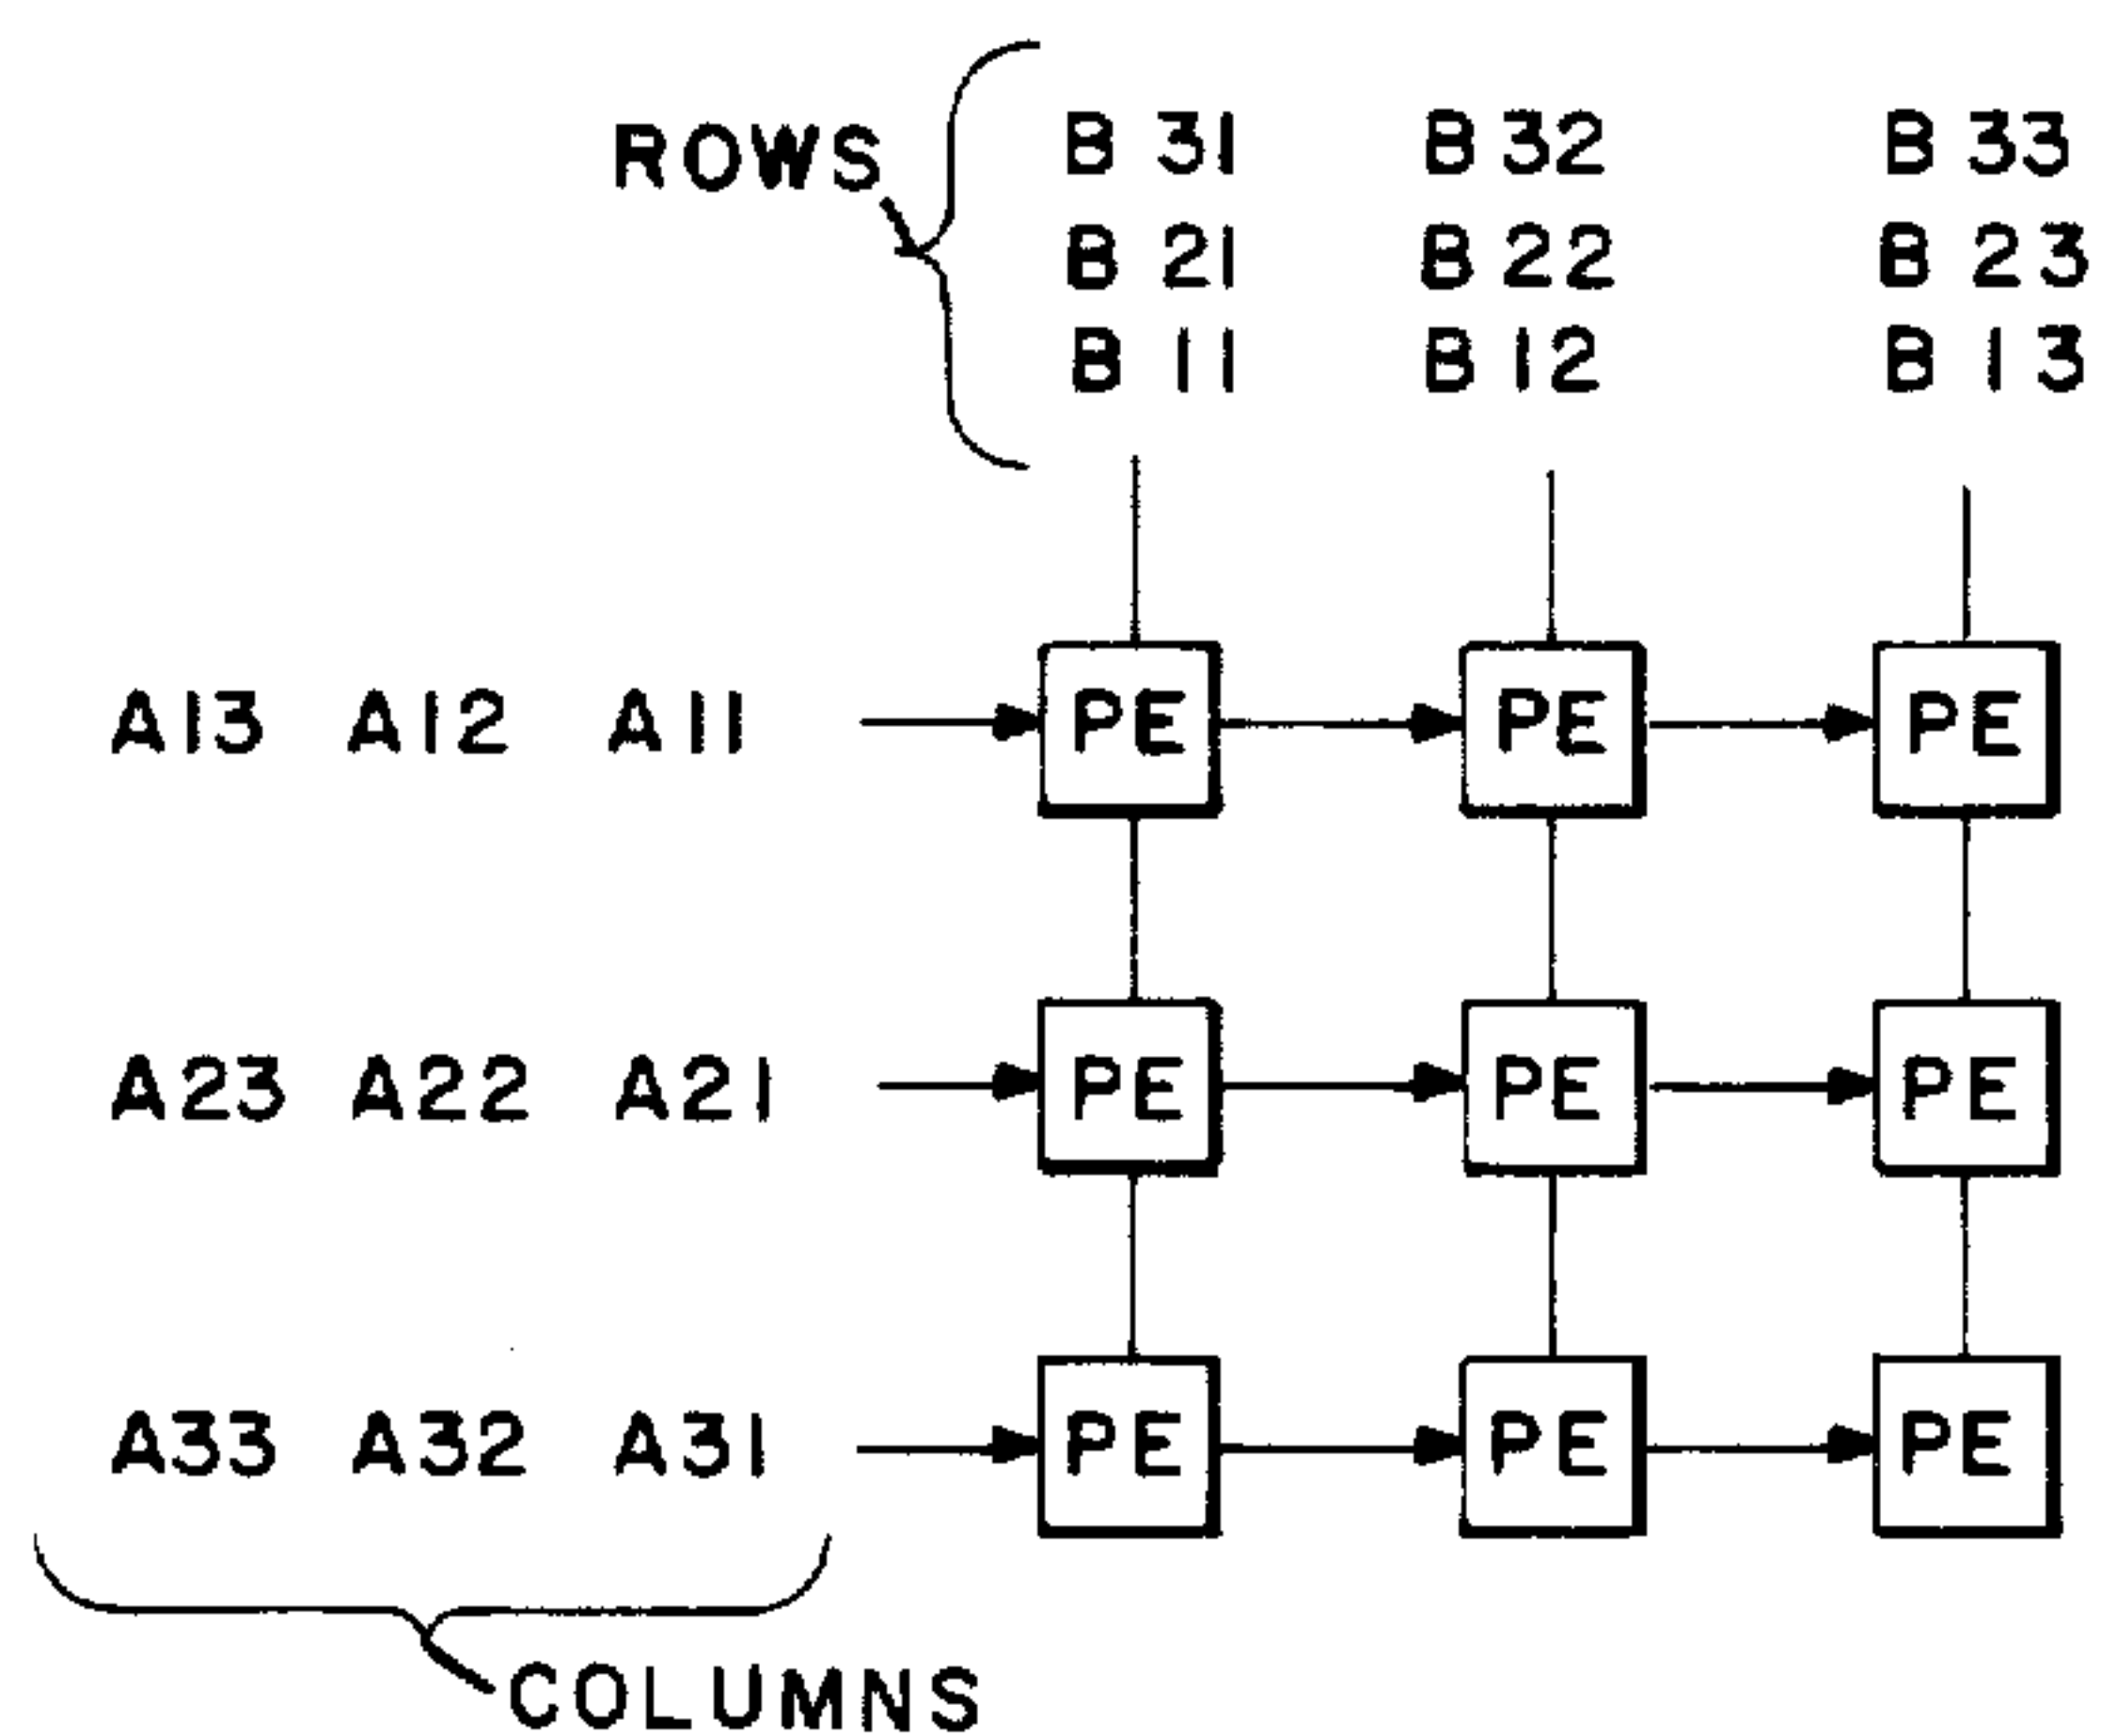 ROWS
B 31 B 32 B 33
B 21 B 22 B 23
B 11 B 12 B 13
A13 A12 A11 PE PE PE
A23 A22 A21 PE PE PE
A33 A32 A31 PE PE PE
COLUMNS